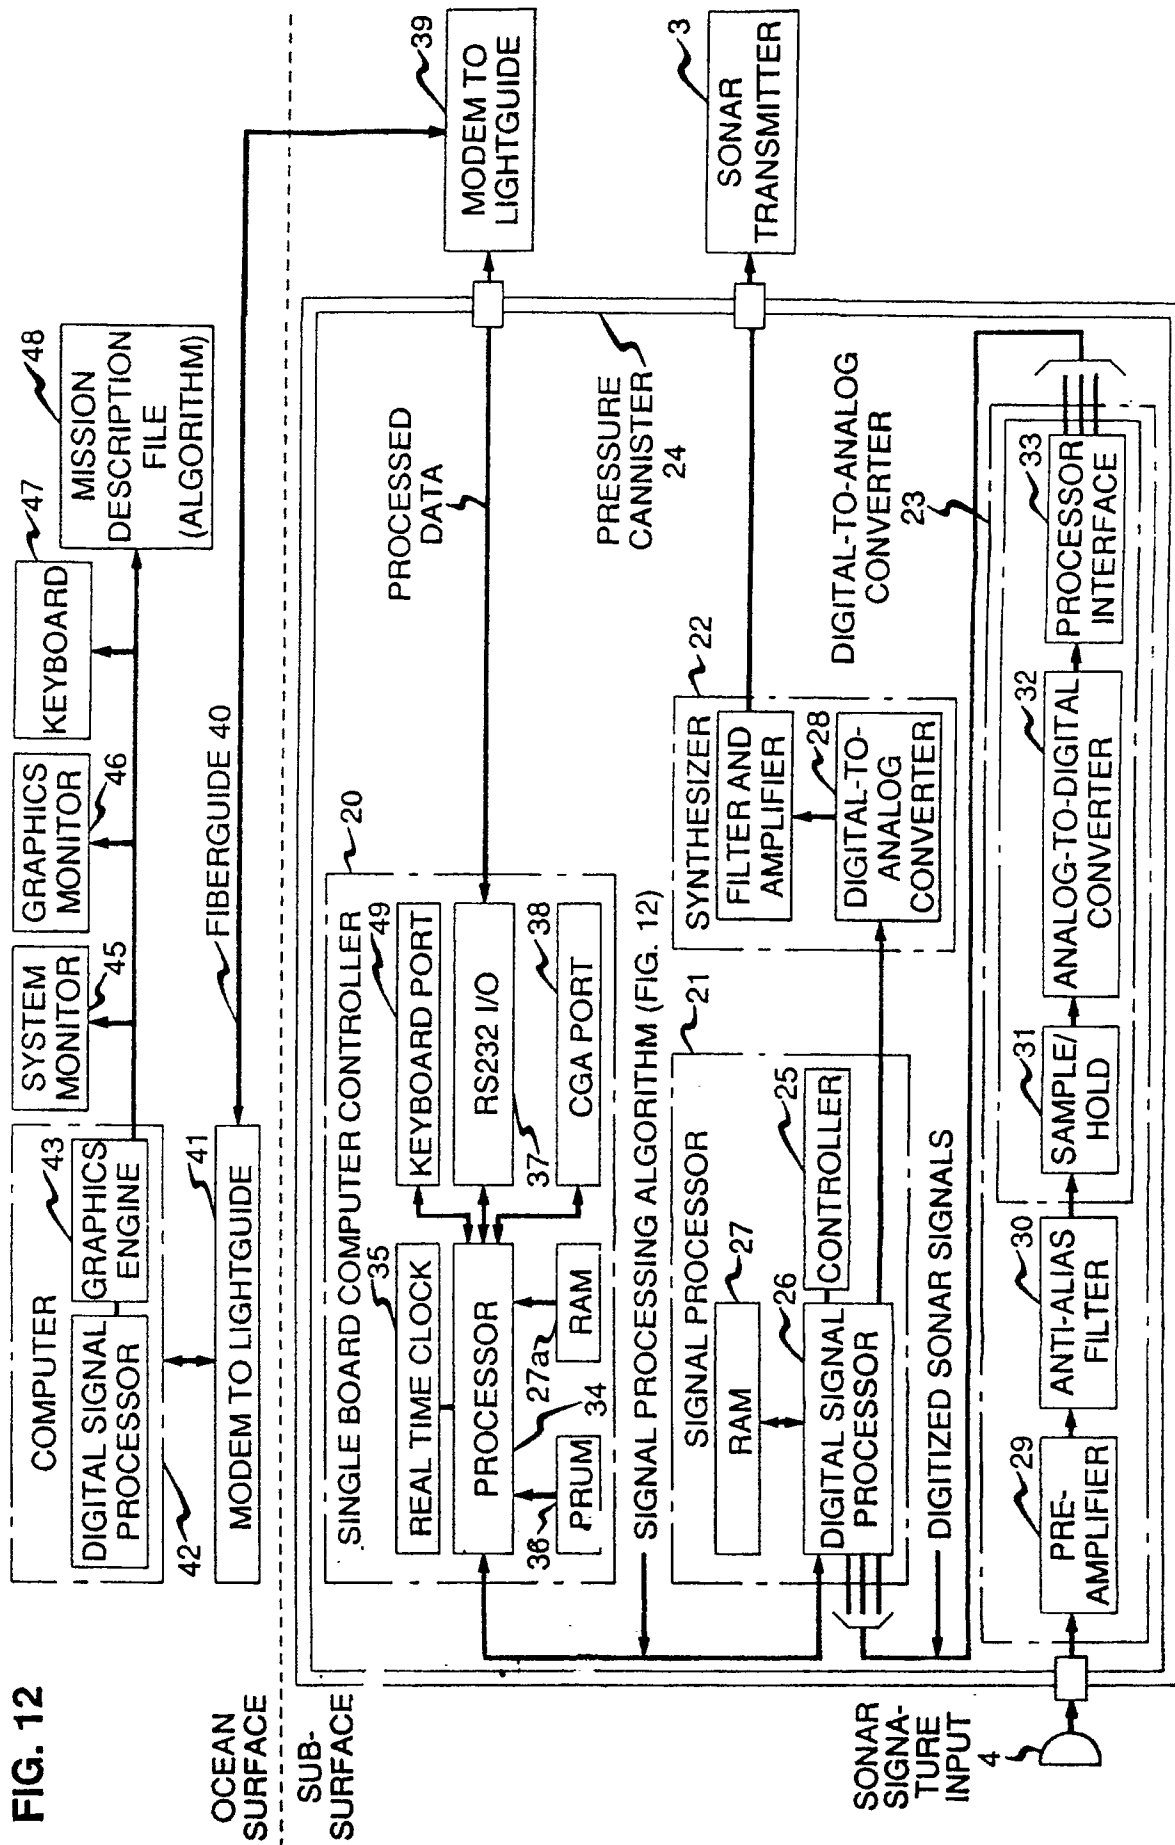 FIG. 12
OCEAN
SURFACE
SUB-
SURFACE
COMPUTER
DIGITAL SIGNAL
PROCESSOR
GRAPHICS
ENGINE
43
42
SYSTEM
MONITOR
45
GRAPHICS
MONITOR
46
KEYBOARD
47
MISSION
DESCRIPTION
FILE
(ALGORITHM)
48
MODEM TO LIGHTGUIDE
41
FIBERGUIDE 40
MODEM TO
LIGHTGUIDE
39
SINGLE BOARD COMPUTER CONTROLLER
20
REAL TIME CLOCK
35
KEYBOARD PORT
49
PROCESSOR
34
RS232 I/O
37
36
PRUM
27a
RAM
CGA PORT
38
PROCESSED
DATA
PRESSURE
CANNISTER
24
SONAR
TRANSMITTER
3
SIGNAL PROCESSING ALGORITHM (FIG. 12)
SIGNAL PROCESSOR
21
RAM
27
DIGITAL SIGNAL
PROCESSOR
26
CONTROLLER
25
SYNTHESIZER
22
FILTER AND
AMPLIFIER
DIGITAL-TO-
ANALOG
CONVERTER
28
DIGITAL-TO-ANALOG
CONVERTER
23
DIGITIZED SONAR SIGNALS
SONAR
SIGNA-
TURE
INPUT
4
PRE-
AMPLIFIER
29
ANTI-ALIAS
FILTER
30
SAMPLE/
HOLD
31
ANALOG-TO-DIGITAL
CONVERTER
32
PROCESSOR
INTERFACE
33